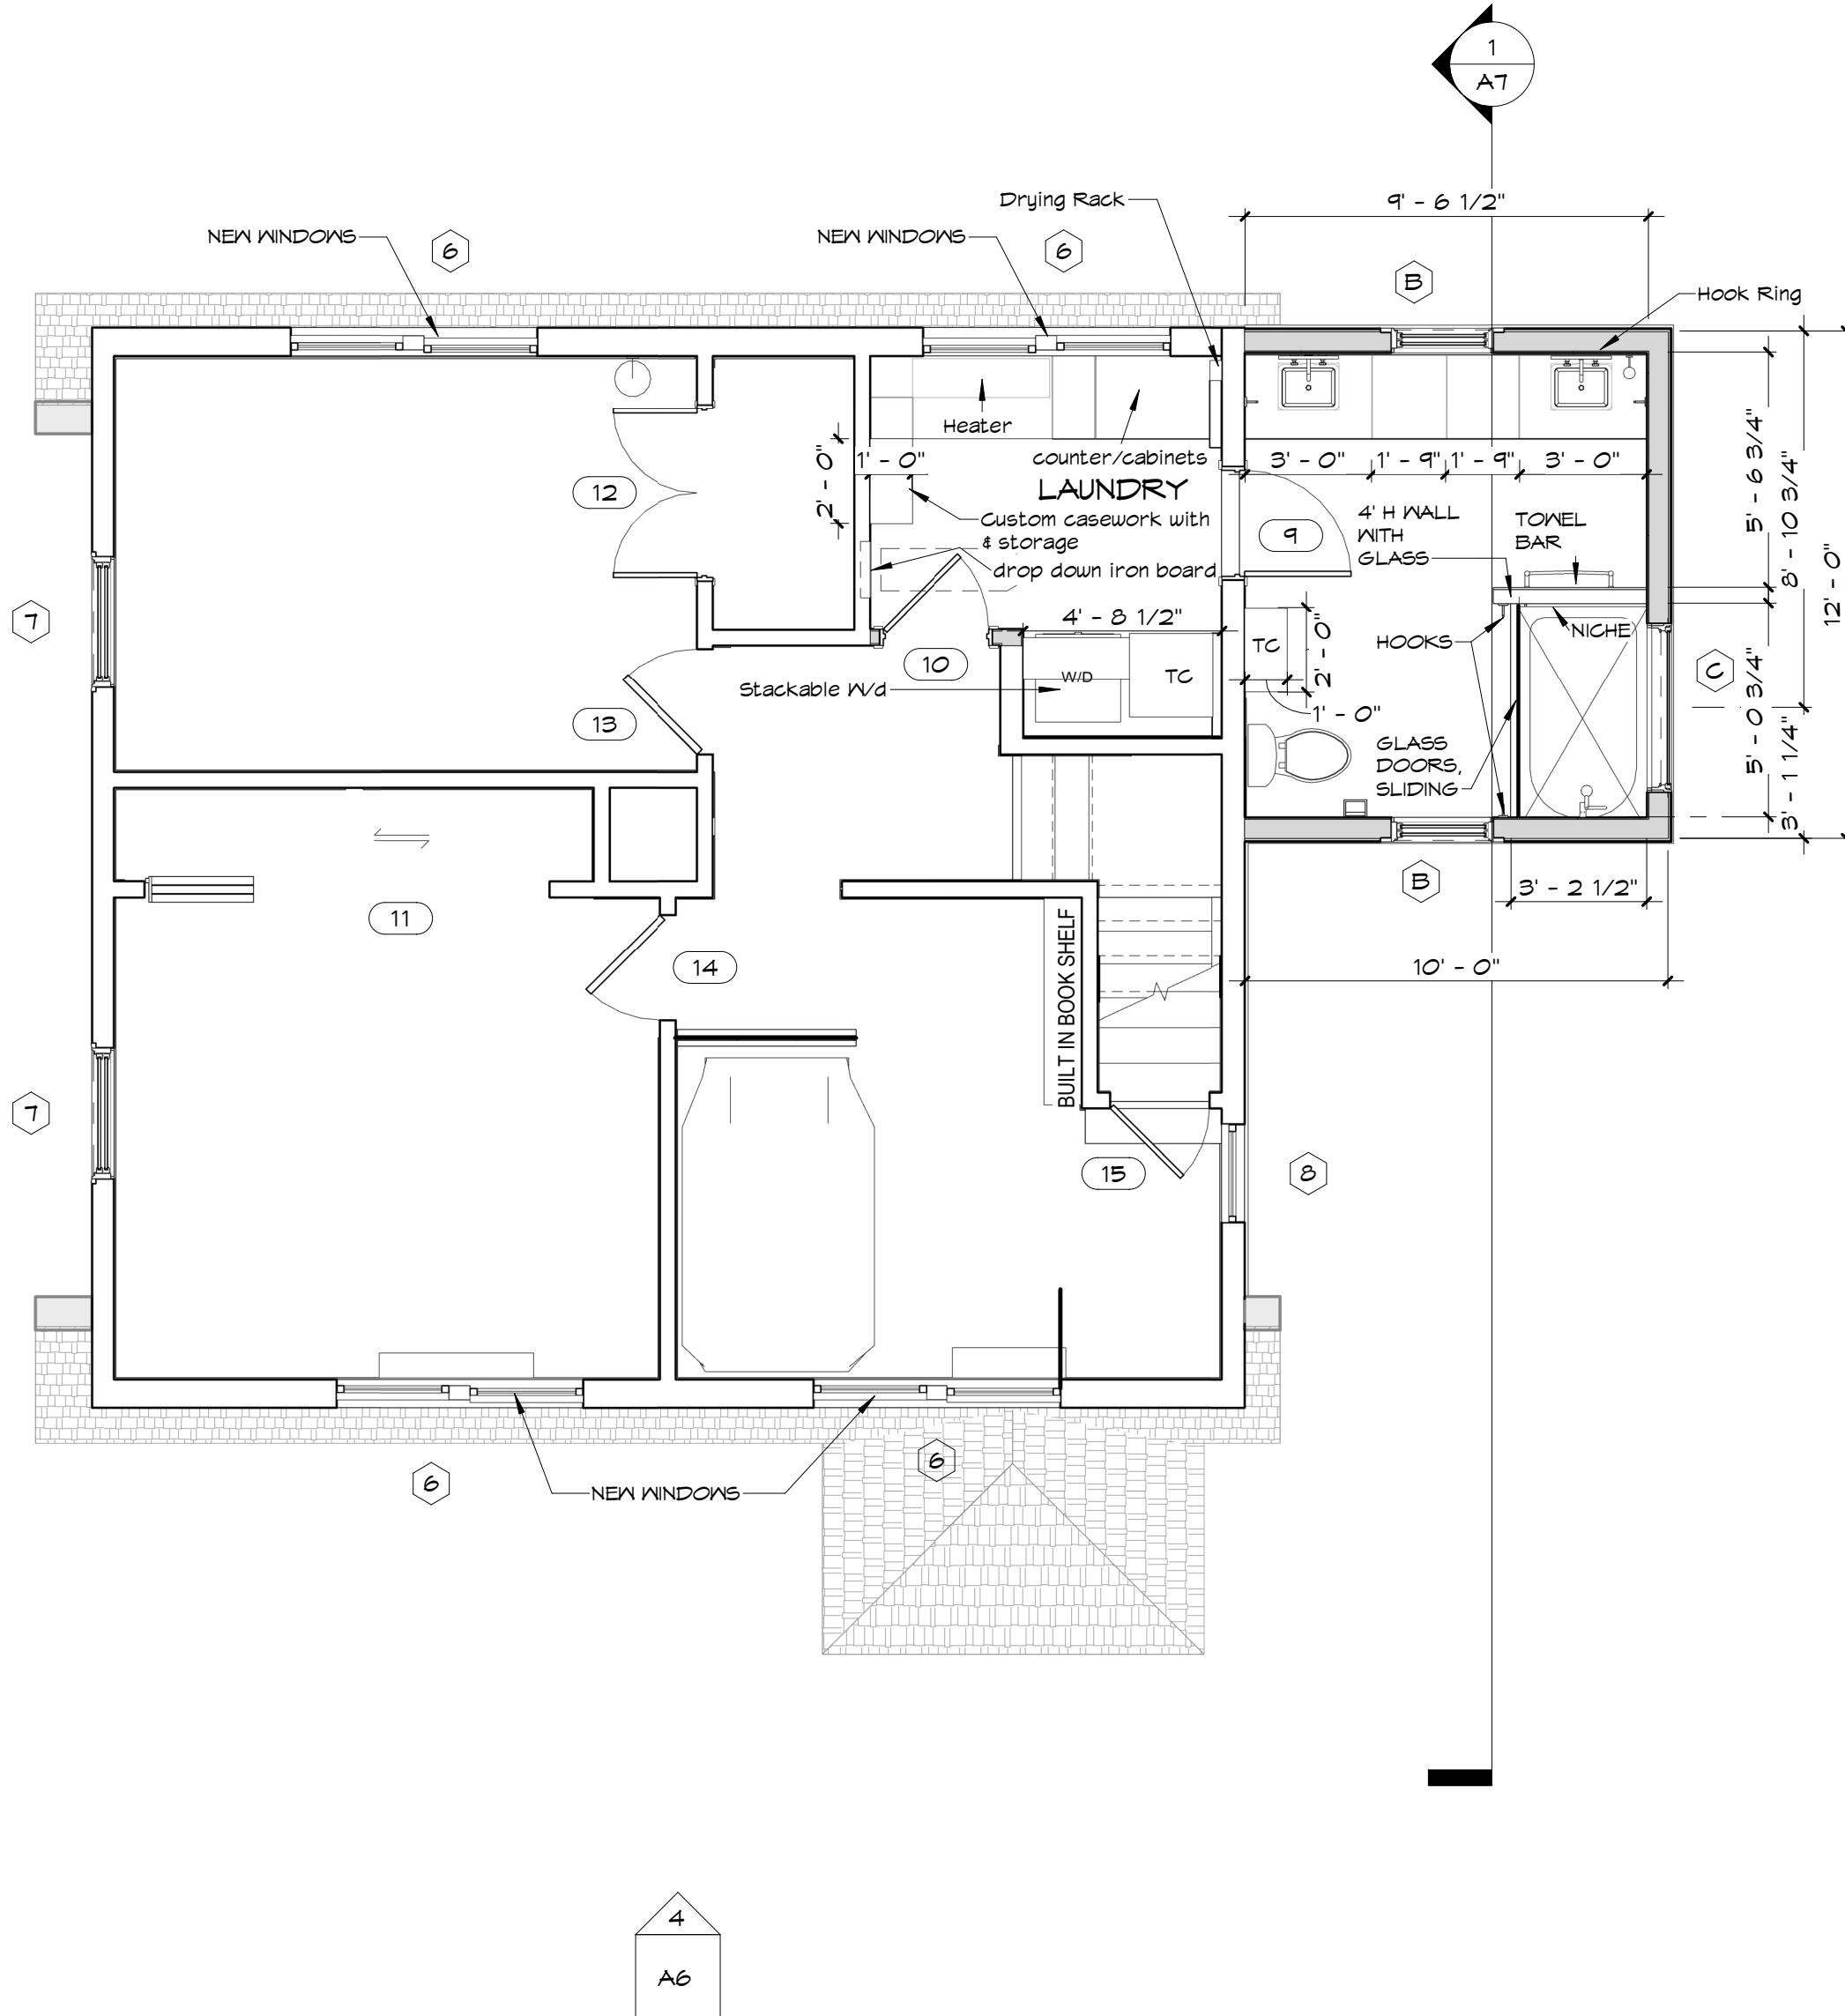 1
A7
Drying Rack
9' - 6 1/2"
NEW WINDOWS
6
NEW WINDOWS
6
B
Hook Ring
Heater
counter/cabinets
LAUNDRY
2' - 0"
1' - 0"
3' - 0"
1' - 9"
1' - 9"
3' - 0"
5' - 6 3/4"
8' - 10 3/4"
12' - 0"
12
Custom casework with
& storage
drop down iron board
9
4' H WALL
WITH
GLASS
TOWEL
BAR
7
4' - 8 1/2"
10
W/D
TC
TC
2' - 0"
1' - 0"
HOOKS
NICHE
C
Stackable W/d
13
GLASS
DOORS,
SLIDING
5' - 0 3/4"
3' - 1 1/4"
11
B
3' - 2 1/2"
14
BUILT IN BOOK SHELF
10' - 0"
7
15
8
6
NEW WINDOWS
6
4
A6